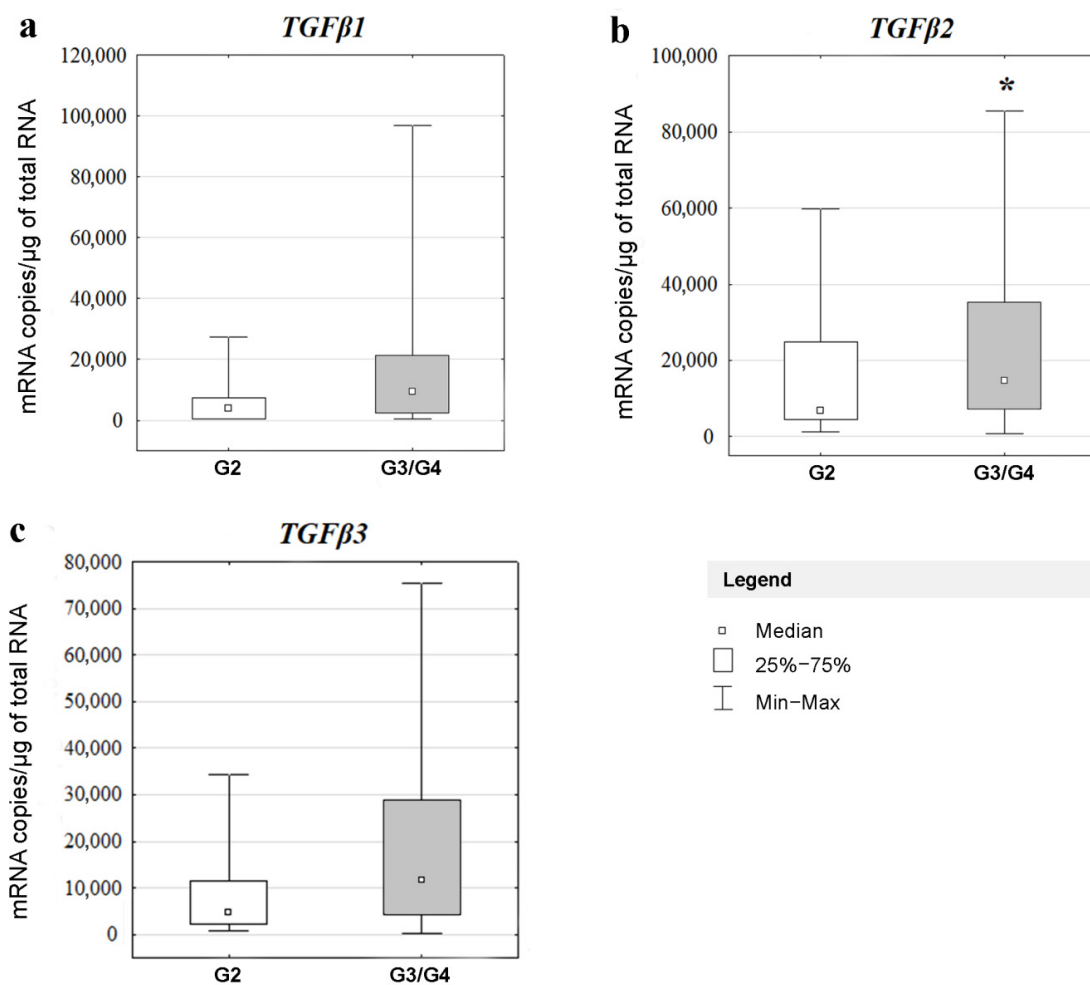 a
TGFβ1
mRNA copies/µg of total RNA
120,000
100,000
80,000
60,000
40,000
20,000
0
G2 G3/G4
b
TGFβ2
mRNA copies/µg of total RNA
100,000
80,000
60,000
40,000
20,000
0
*
G2 G3/G4
c
TGFβ3
mRNA copies/µg of total RNA
80,000
70,000
60,000
50,000
40,000
30,000
20,000
10,000
0
G2 G3/G4
Legend
Median
25%−75%
Min−Max